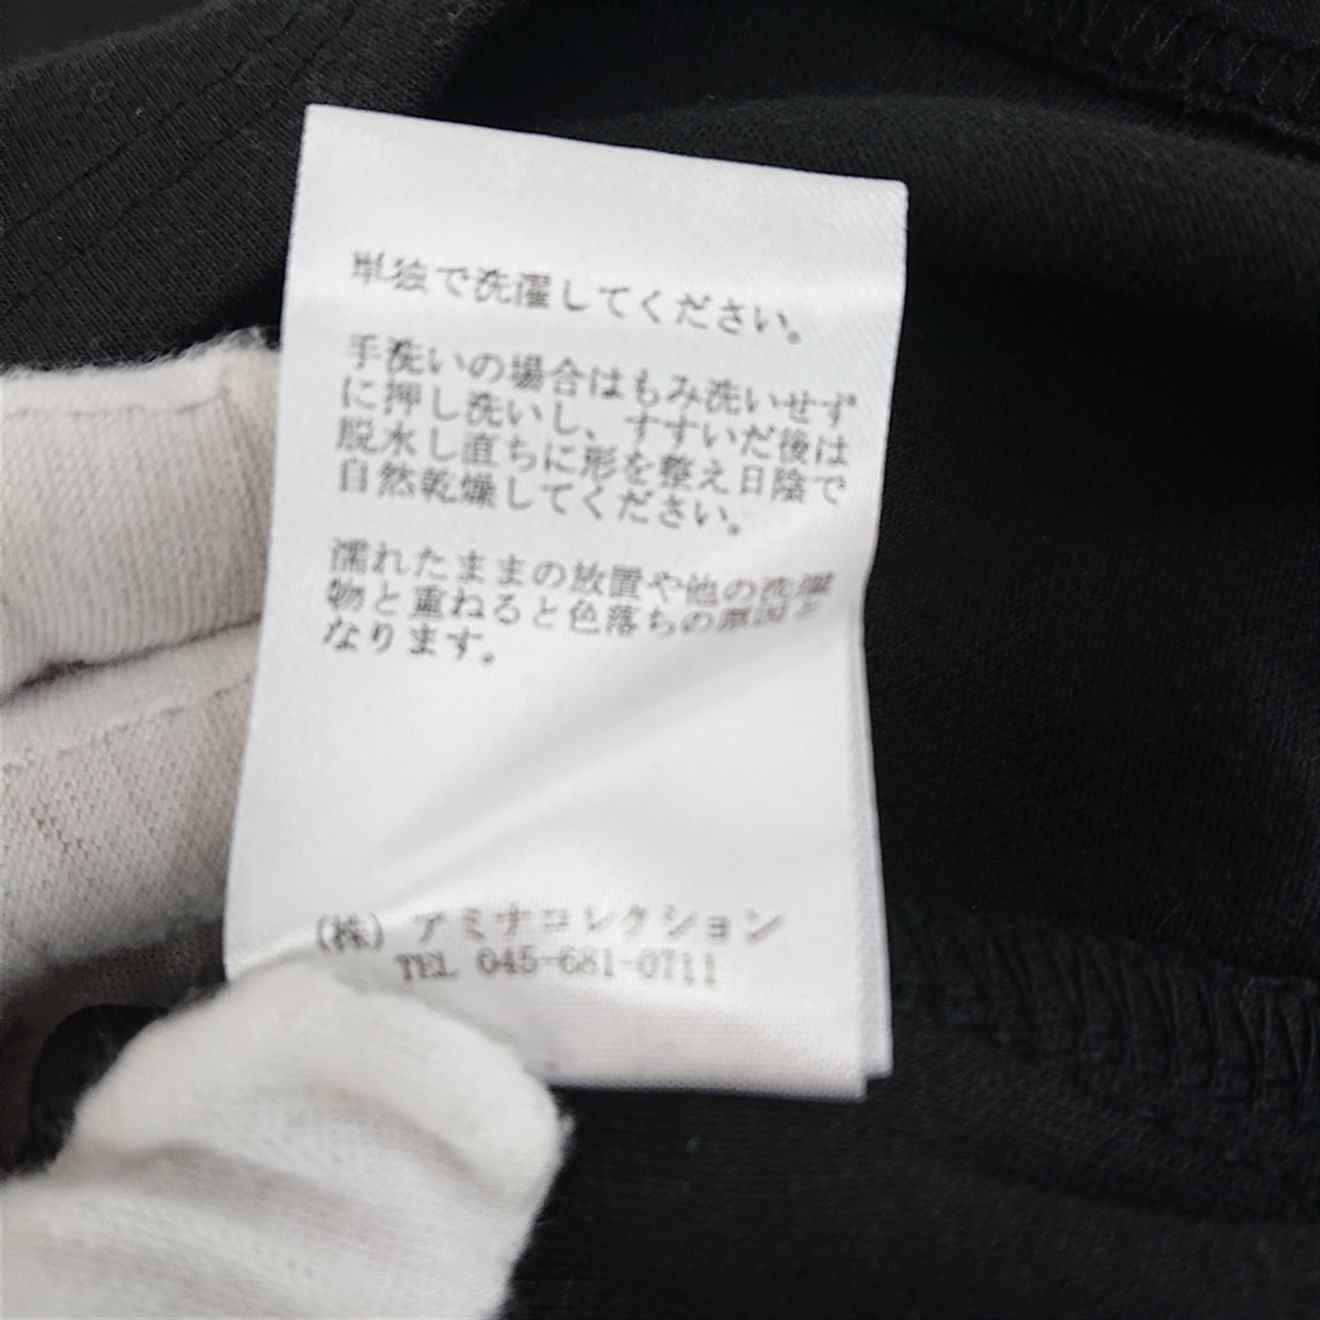 単独で洗濯してください。
手洗いの場合はもみ洗いせず
に押し洗いし、すすいだ後は
脱水し直ちに形を整え日陰で
自然乾燥してください。
濡れたままの放置や他の洗濯
物と重ねると色落ちの原因と
なります。
(株) アミナコレクション
TEL 045-681-0711